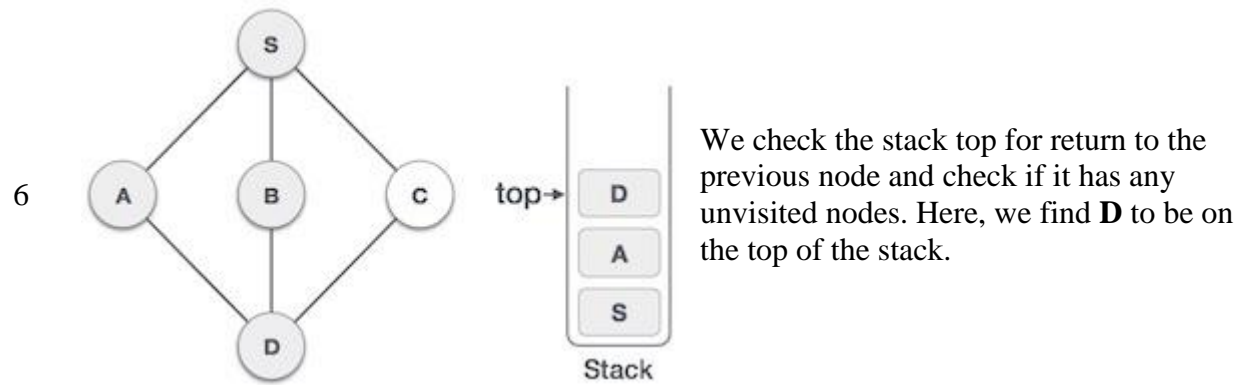 6
S
A
B
C
D
top→
D
A
S
Stack
We check the stack top for return to the
previous node and check if it has any
unvisited nodes. Here, we find D to be on
the top of the stack.